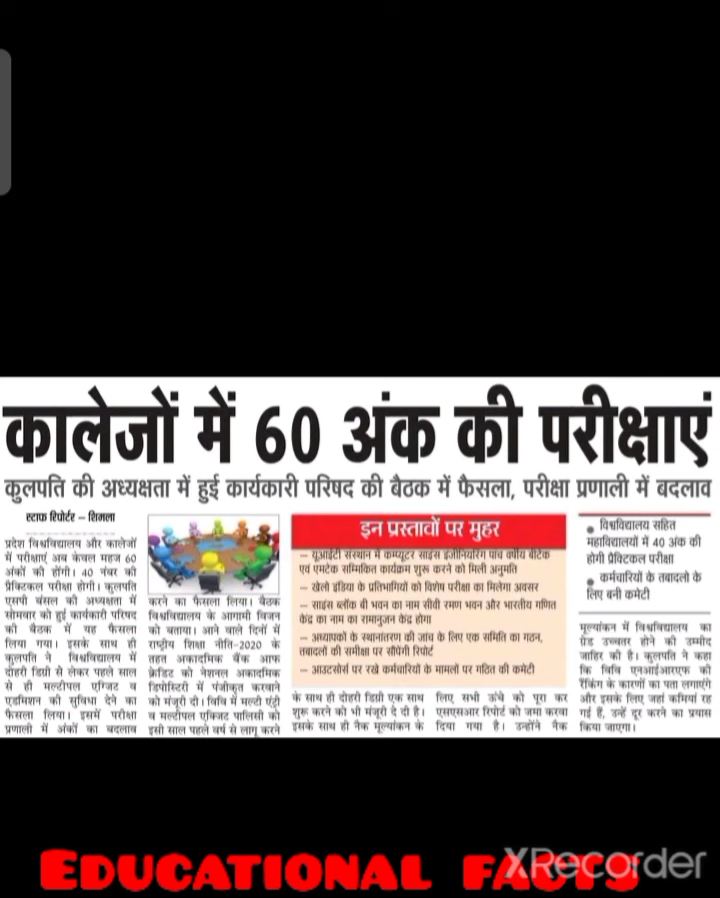 कालेजों में 60 अंक की परीक्षाएं
कुलपति की अध्यक्षता में हुई कार्यकारी परिषद की बैठक में फैसला, परीक्षा प्रणाली में बदलाव
स्टाफ रिपोर्टर – शिमला
प्रदेश विश्वविद्यालय और कालेजों
में परीक्षाएं अब केवल महज 60
अंकों की होंगी। 40 नंबर की
प्रैक्टिकल परीक्षा होगी। कुलपति
एसपी बंसल की अध्यक्षता में
सोमवार को हुई कार्यकारी परिषद
की बैठक में यह फैसला
लिया गया। इसके साथ ही
कुलपति ने विश्वविद्यालय में
दोहरी डिग्री से लेकर पहले साल
से ही मल्टीपल एग्जिट व
एडमिशन की सुविधा देने का
फैसला लिया। इसमें परीक्षा
प्रणाली में अंकों का बदलाव
करने का फैसला लिया। बैठक
विश्वविद्यालय के आगामी विजन
को बताया। आने वाले दिनों में
राष्ट्रीय शिक्षा नीति-2020 के
तहत अकादमिक बैंक आफ
क्रेडिट को नेशनल अकादमिक
डिपोस्टिरी में पंजीकृत करवाने
को मंजूरी दी। विवि में मल्टी एंट्री
व मल्टीपल एक्जिट पालिसी को
इसी साल पहले वर्ष से लागू करने
इन प्रस्तावों पर मुहर
– यूआईटी संस्थान में कम्प्यूटर साइंस इंजीनियरिंग पांच वर्षीय बीटेक
एवं एमटेक सम्मिकित कार्यक्रम शुरू करने को मिली अनुमति
– खेलो इंडिया के प्रतिभागियों को विशेष परीक्षा का मिलेगा अवसर
– साइंस ब्लॉक बी भवन का नाम सीवी रमण भवन और भारतीय गणित
केंद्र का नाम का रामानुजन केंद्र होगा
– अध्यापकों के स्थानांतरण की जांच के लिए एक समिति का गठन,
तबादलों की समीक्षा पर सौंपेगी रिपोर्ट
– आउटसोर्स पर रखे कर्मचारियों के मामलों पर गठित की कमेटी
के साथ ही दोहरी डिग्री एक साथ
शुरू करने को भी मंजूरी दे दी है।
इसके साथ ही नैक मूल्यांकन के
लिए सभी ऊंचे को पूरा कर
एसएसआर रिपोर्ट को जमा करवा
दिया गया है। उन्होंने नैक
● विश्वविद्यालय सहित
महाविद्यालयों में 40 अंक की
होगी प्रैक्टिकल परीक्षा
● कर्मचारियों के तबादलो के
लिए बनी कमेटी
मूल्यांकन में विश्वविद्यालय का
ग्रेड उच्चतर होने की उम्मीद
जाहिर की है। कुलपति ने कहा
कि विवि एनआईआरएफ की
रैंकिंग के कारणों का पता लगाएंगे
और इसके लिए जहां कमियां रह
गई हैं, उन्हें दूर करने का प्रयास
किया जाएगा।
EDUCATIONAL FACTS
XRecorder